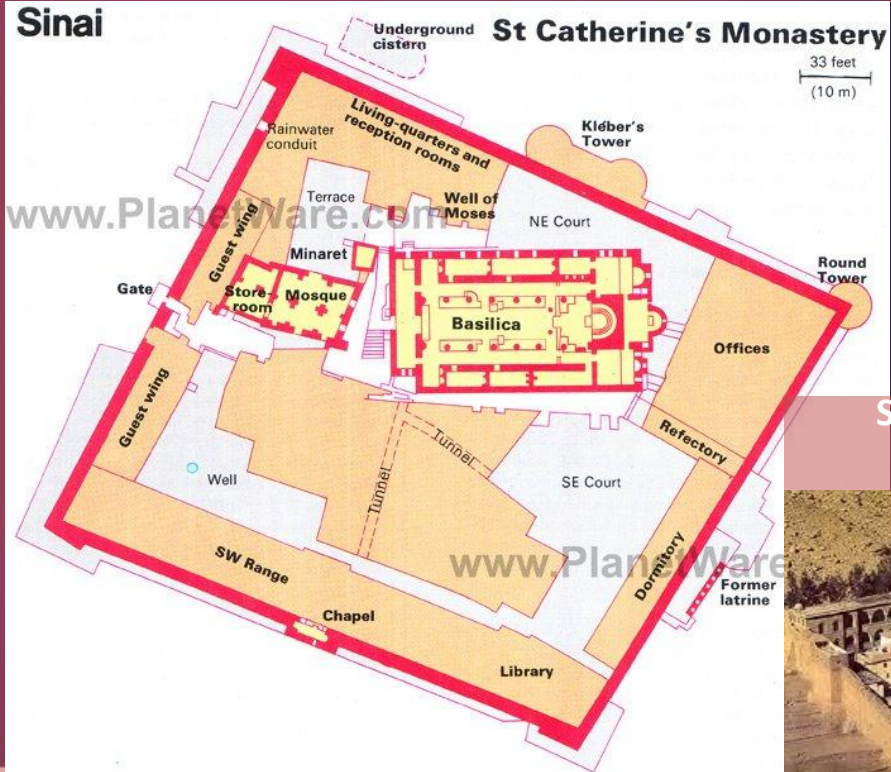 Sinai
Underground
cistern
St Catherine's Monastery
33 feet
(10 m)
Living-quarters and
reception rooms
Kléber's
Tower
Rainwater
conduit
Terrace
Well of
Moses
NE Court
www.PlanetWare.com
Guest wing
Minaret
Round
Tower
Gate
Store-
room
Mosque
Basilica
Offices
Guest wing
Refectory
S
Tunnel
Tunnel
Well
SE Court
SW Range
www.PlanetWare
Dormitory
Former
latrine
Chapel
Library